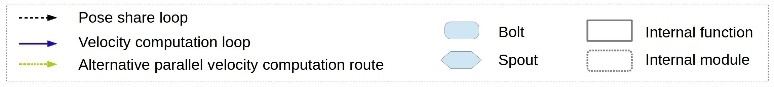 Pose share loop
Velocity computation loop
Alternative parallel velocity computation route
Bolt
Spout
Internal function
Internal module